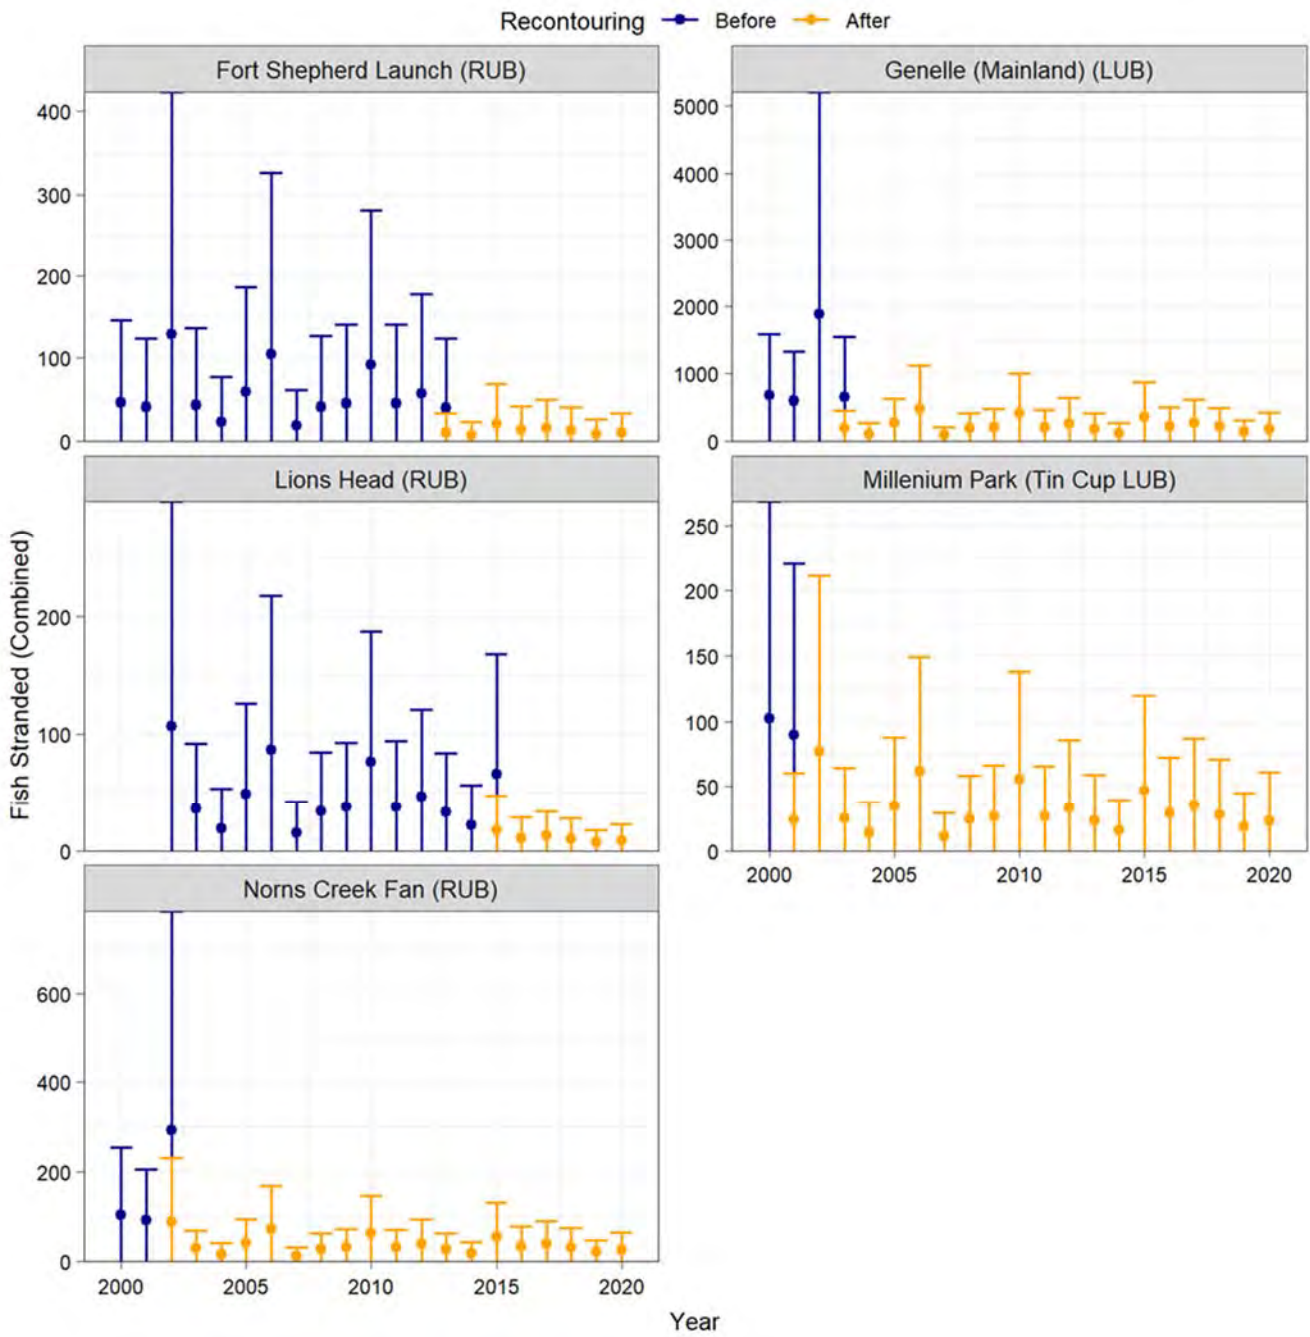 Recontouring Before After
Fort Shepherd Launch (RUB)
400
300
200
100
0
Genelle (Mainland) (LUB)
5000
4000
3000
2000
1000
0
Lions Head (RUB)
200
100
0
Millenium Park (Tin Cup LUB)
250
200
150
100
50
0
2000 2005 2010 2015 2020
Norns Creek Fan (RUB)
600
400
200
0
2000 2005 2010 2015 2020
Fish Stranded (Combined)
Year